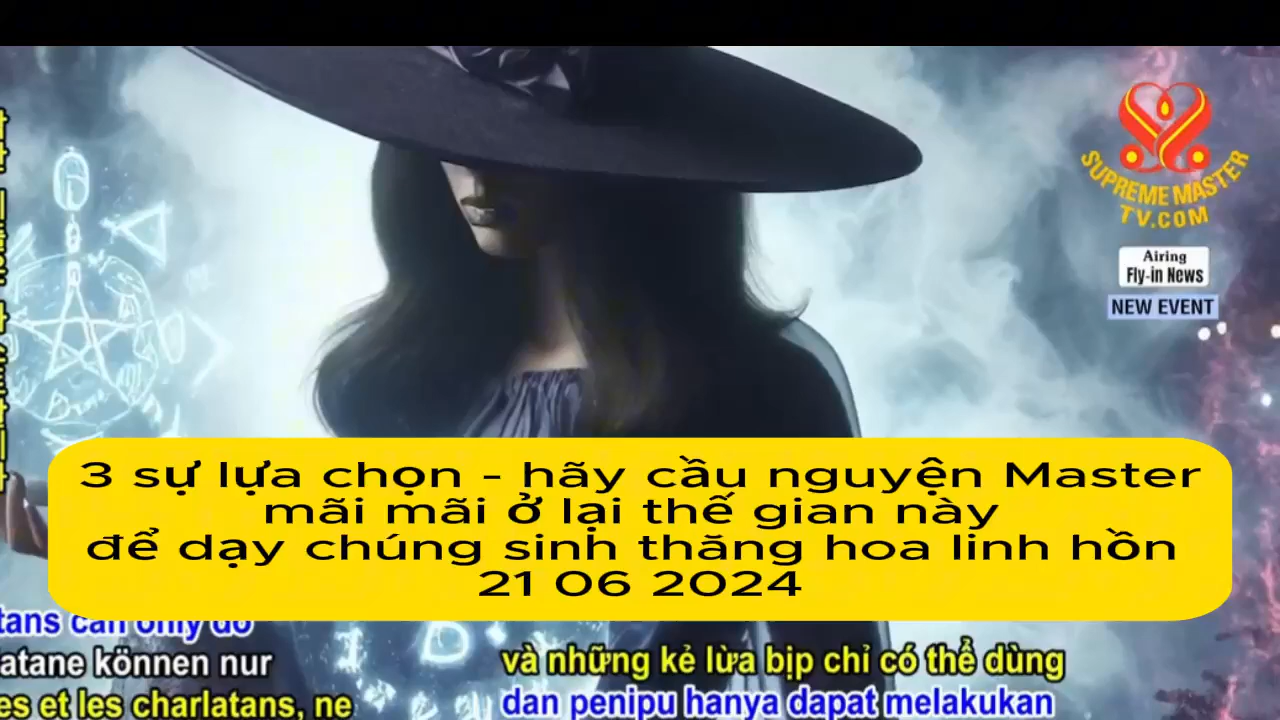 SUPREME MASTER
TV.COM
Airing
Fly-in News
NEW EVENT
3 sự lựa chọn - hãy cầu nguyện Master
mãi mãi ở lại thế gian này
để dạy chúng sinh thăng hoa linh hồn
21 06 2024
tans can only do
latane können nur
es et les charlatans, ne
và những kẻ lừa bịp chỉ có thể dùng
dan penipu hanya dapat melakukan